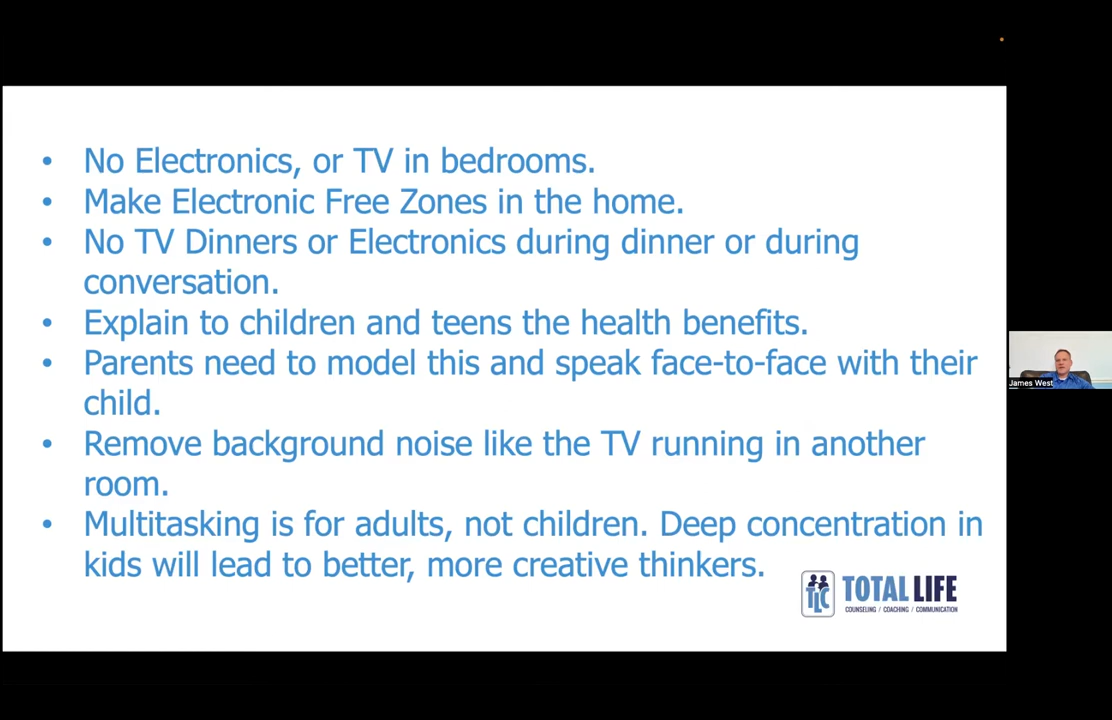 • No Electronics, or TV in bedrooms.
• Make Electronic Free Zones in the home.
• No TV Dinners or Electronics during dinner or during
conversation.
• Explain to children and teens the health benefits.
• Parents need to model this and speak face-to-face with their
child.
• Remove background noise like the TV running in another
room.
• Multitasking is for adults, not children. Deep concentration in
kids will lead to better, more creative thinkers.
TLC TOTAL LIFE
COUNSELING / COACHING / COMMUNICATION
James West